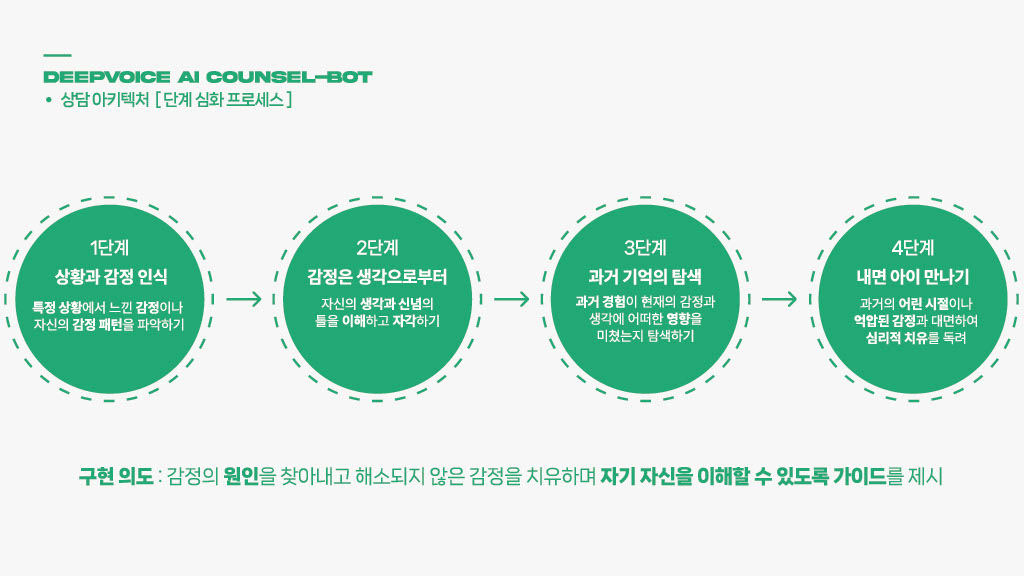 DEEPVOICE AI COUNSEL-BOT
• 상담 아키텍처 [ 단계 심화 프로세스 ]
1단계
상황과 감정 인식
특정 상황에서 느낀 감정이나
자신의 감정 패턴을 파악하기
2단계
감정은 생각으로부터
자신의 생각과 신념의
틀을 이해하고 자각하기
3단계
과거 기억의 탐색
과거 경험이 현재의 감정과
생각에 어떠한 영향을
미쳤는지 탐색하기
4단계
내면 아이 만나기
과거의 어린 시절이나
억압된 감정과 대면하여
심리적 치유를 독려
구현 의도 : 감정의 원인을 찾아내고 해소되지 않은 감정을 치유하며 자기 자신을 이해할 수 있도록 가이드를 제시